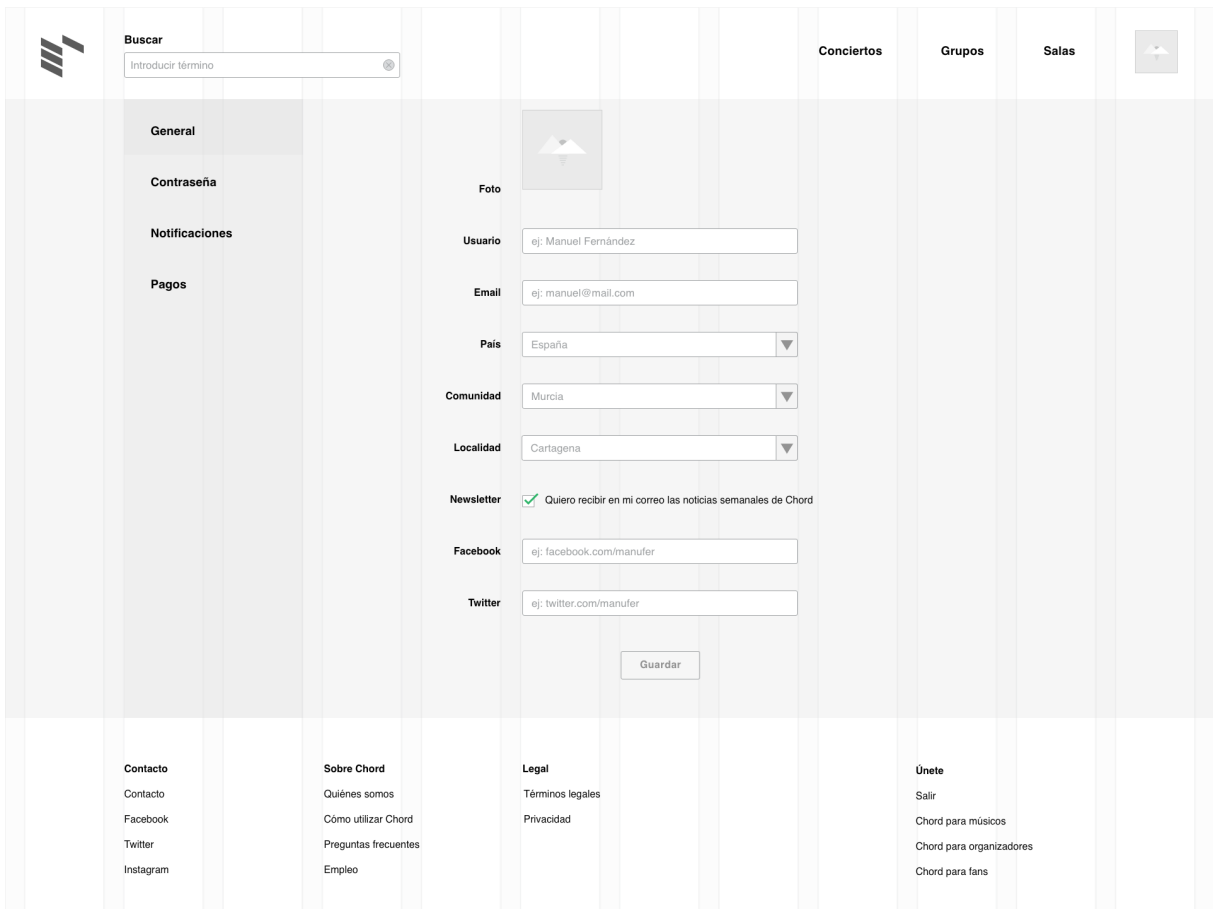 Buscar
Introducir término
Conciertos
Grupos
Salas
General
Contraseña
Notificaciones
Pagos
Foto
Usuario
ej: Manuel Fernández
Email
ej: manuel@mail.com
País
España
Comunidad
Murcia
Localidad
Cartagena
Newsletter
Quiero recibir en mi correo las noticias semanales de Chord
Facebook
ej: facebook.com/manufer
Twitter
ej: twitter.com/manufer
Guardar
Contacto
Contacto
Facebook
Twitter
Instagram
Sobre Chord
Quiénes somos
Cómo utilizar Chord
Preguntas frecuentes
Empleo
Legal
Términos legales
Privacidad
Únete
Salir
Chord para músicos
Chord para organizadores
Chord para fans